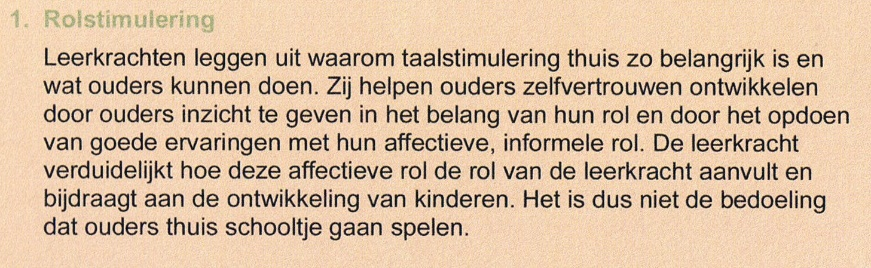 1. Rolstimulering
Leerkrachten leggen uit waarom taalstimulering thuis zo belangrijk is en
wat ouders kunnen doen. Zij helpen ouders zelfvertrouwen ontwikkelen
door ouders inzicht te geven in het belang van hun rol en door het opdoen
van goede ervaringen met hun affectieve, informele rol. De leerkracht
verduidelijkt hoe deze affectieve rol de rol van de leerkracht aanvult en
bijdraagt aan de ontwikkeling van kinderen. Het is dus niet de bedoeling
dat ouders thuis schooltje gaan spelen.